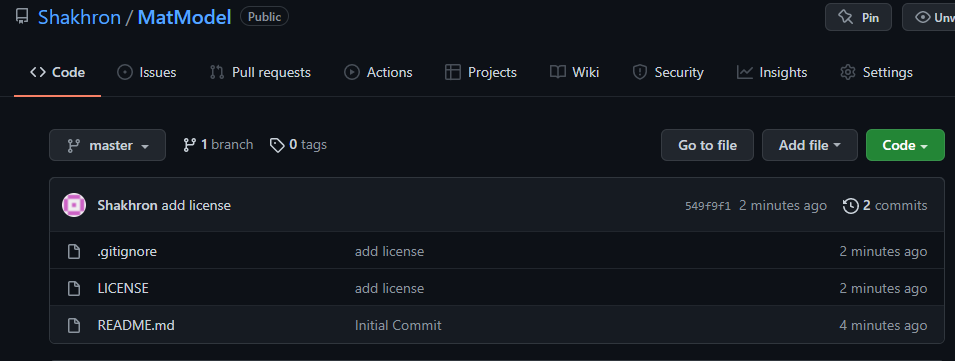 Shakhron / MatModel Public Pin
Code Issues Pull requests Actions Projects Wiki Security Insights Settings
master 1 branch 0 tags Go to file Add file Code
Shakhron add license 549f9f1 2 minutes ago 2 commits
.gitignore add license 2 minutes ago
LICENSE add license 2 minutes ago
README.md Initial Commit 4 minutes ago